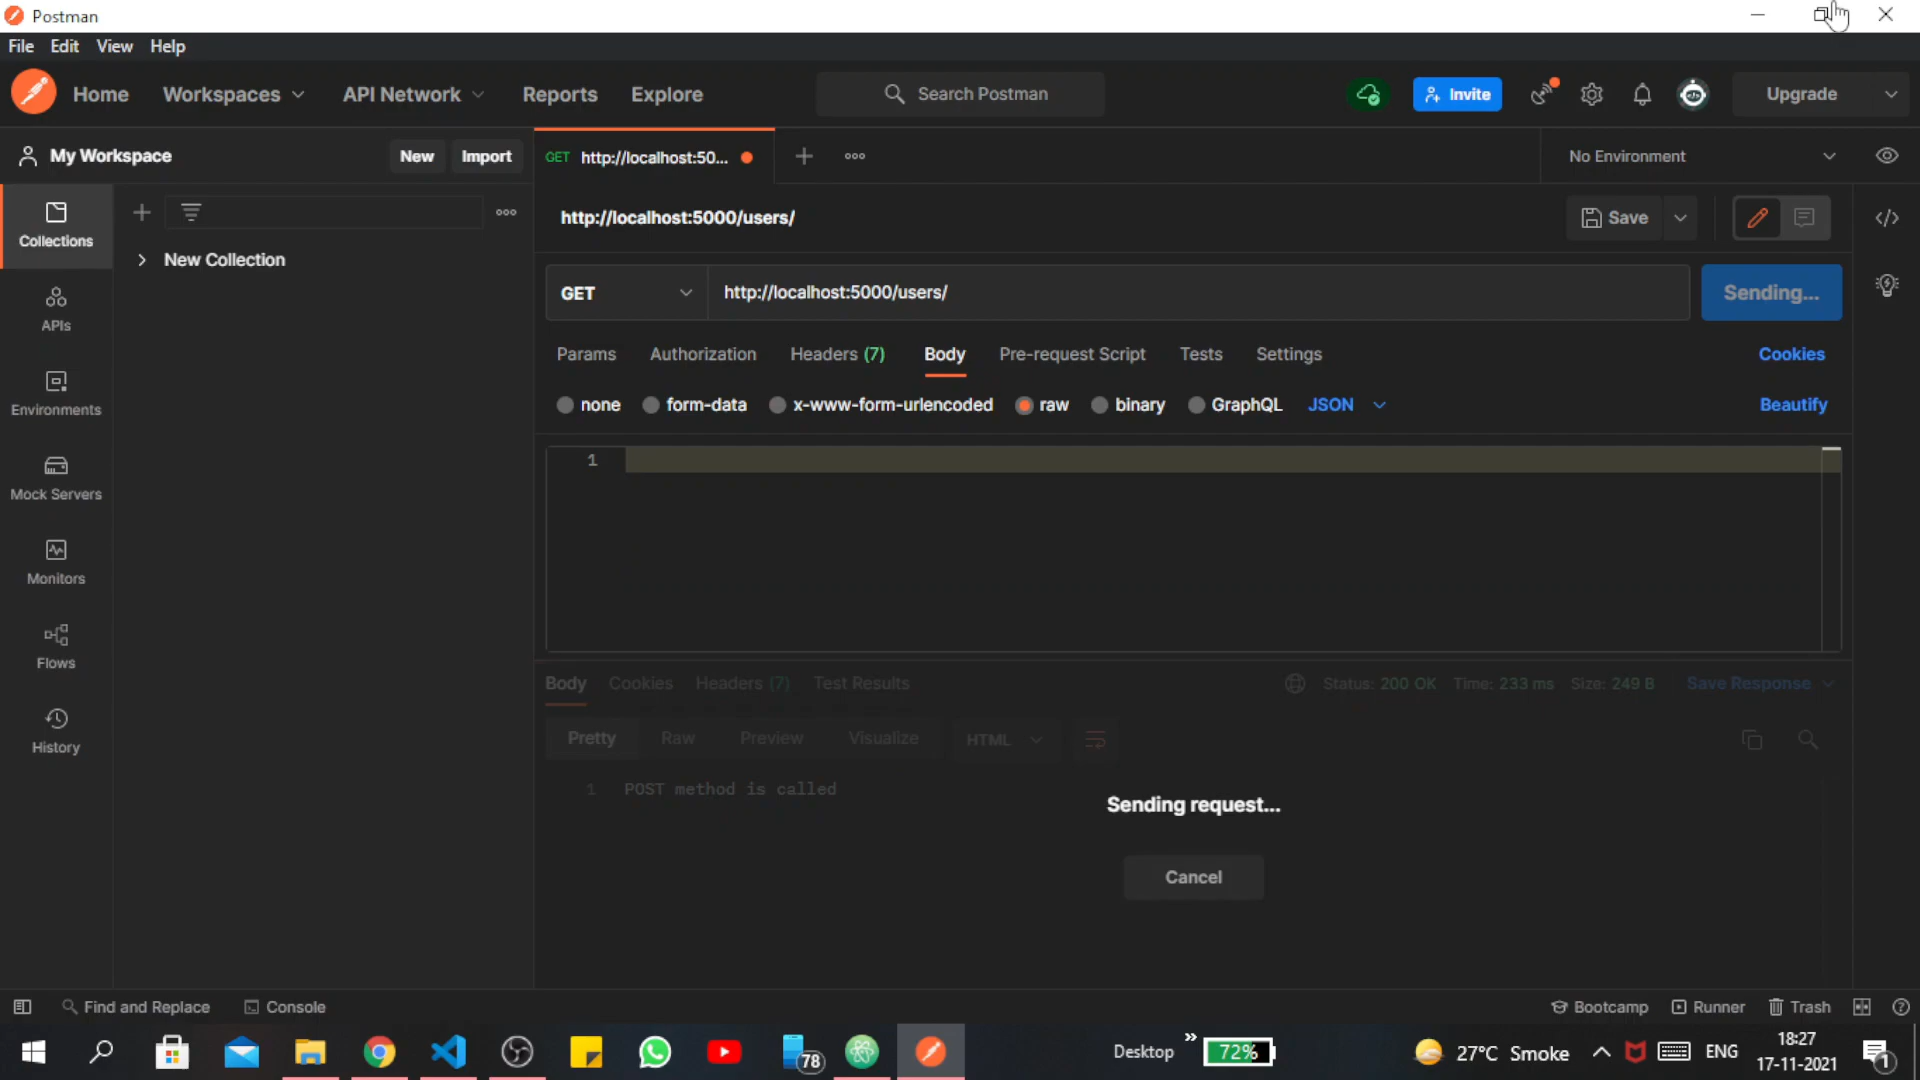 Postman
File Edit View Help
Home Workspaces API Network Reports Explore Search Postman Invite Upgrade
My Workspace New Import GET http://localhost:50... No Environment
http://localhost:5000/users/ Save
Collections
New Collection
GET http://localhost:5000/users/ Sending...
APIs
Params Authorization Headers (7) Body Pre-request Script Tests Settings Cookies
Environments
none form-data x-www-form-urlencoded raw binary GraphQL JSON Beautify
1
Mock Servers
Monitors
Flows
Body Cookies Headers (7) Test Results Status: 200 OK Time: 233 ms Size: 249 B Save Response
History
Pretty Raw Preview Visualize HTML
1 POST method is called
Sending request...
Cancel
Find and Replace Console Bootcamp Runner Trash
78 Desktop 72% 27°C Smoke ENG 18:27
17-11-2021 1